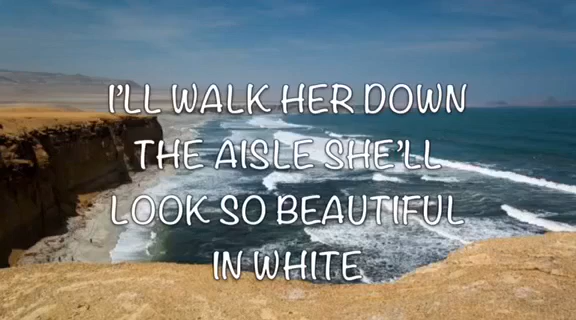 I'LL WALK HER DOWN
THE AISLE SHE'LL
LOOK SO BEAUTIFUL
IN WHITE